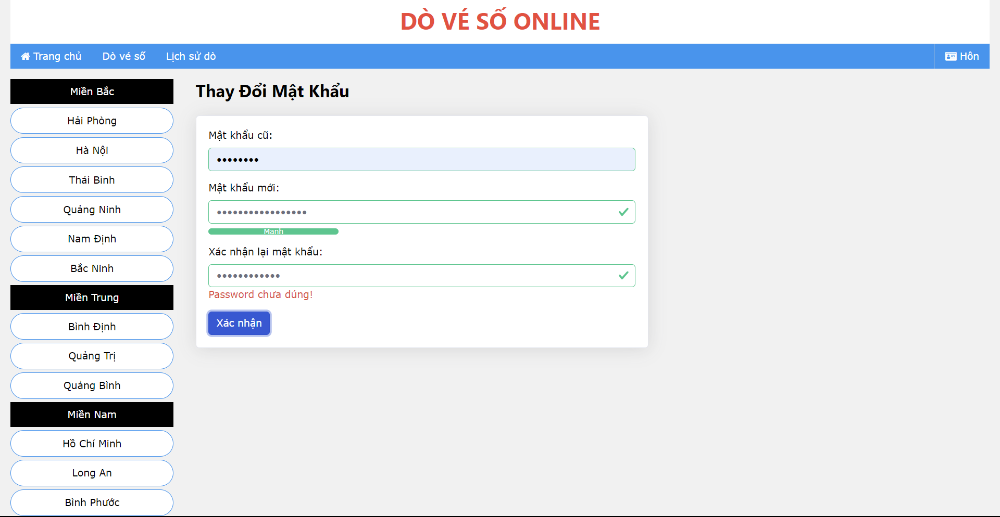 DÒ VÉ SỐ ONLINE
Trang chủ Dò vé số Lịch sử dò Hôn
Miền Bắc
Hải Phòng
Hà Nội
Thái Bình
Quảng Ninh
Nam Định
Bắc Ninh
Miền Trung
Bình Định
Quảng Trị
Quảng Bình
Miền Nam
Hồ Chí Minh
Long An
Bình Phước
Thay Đổi Mật Khẩu
Mật khẩu cũ:
••••••••
Mật khẩu mới:
•••••••••••••••••
Mạnh
Xác nhận lại mật khẩu:
••••••••••••
Password chưa đúng!
Xác nhận